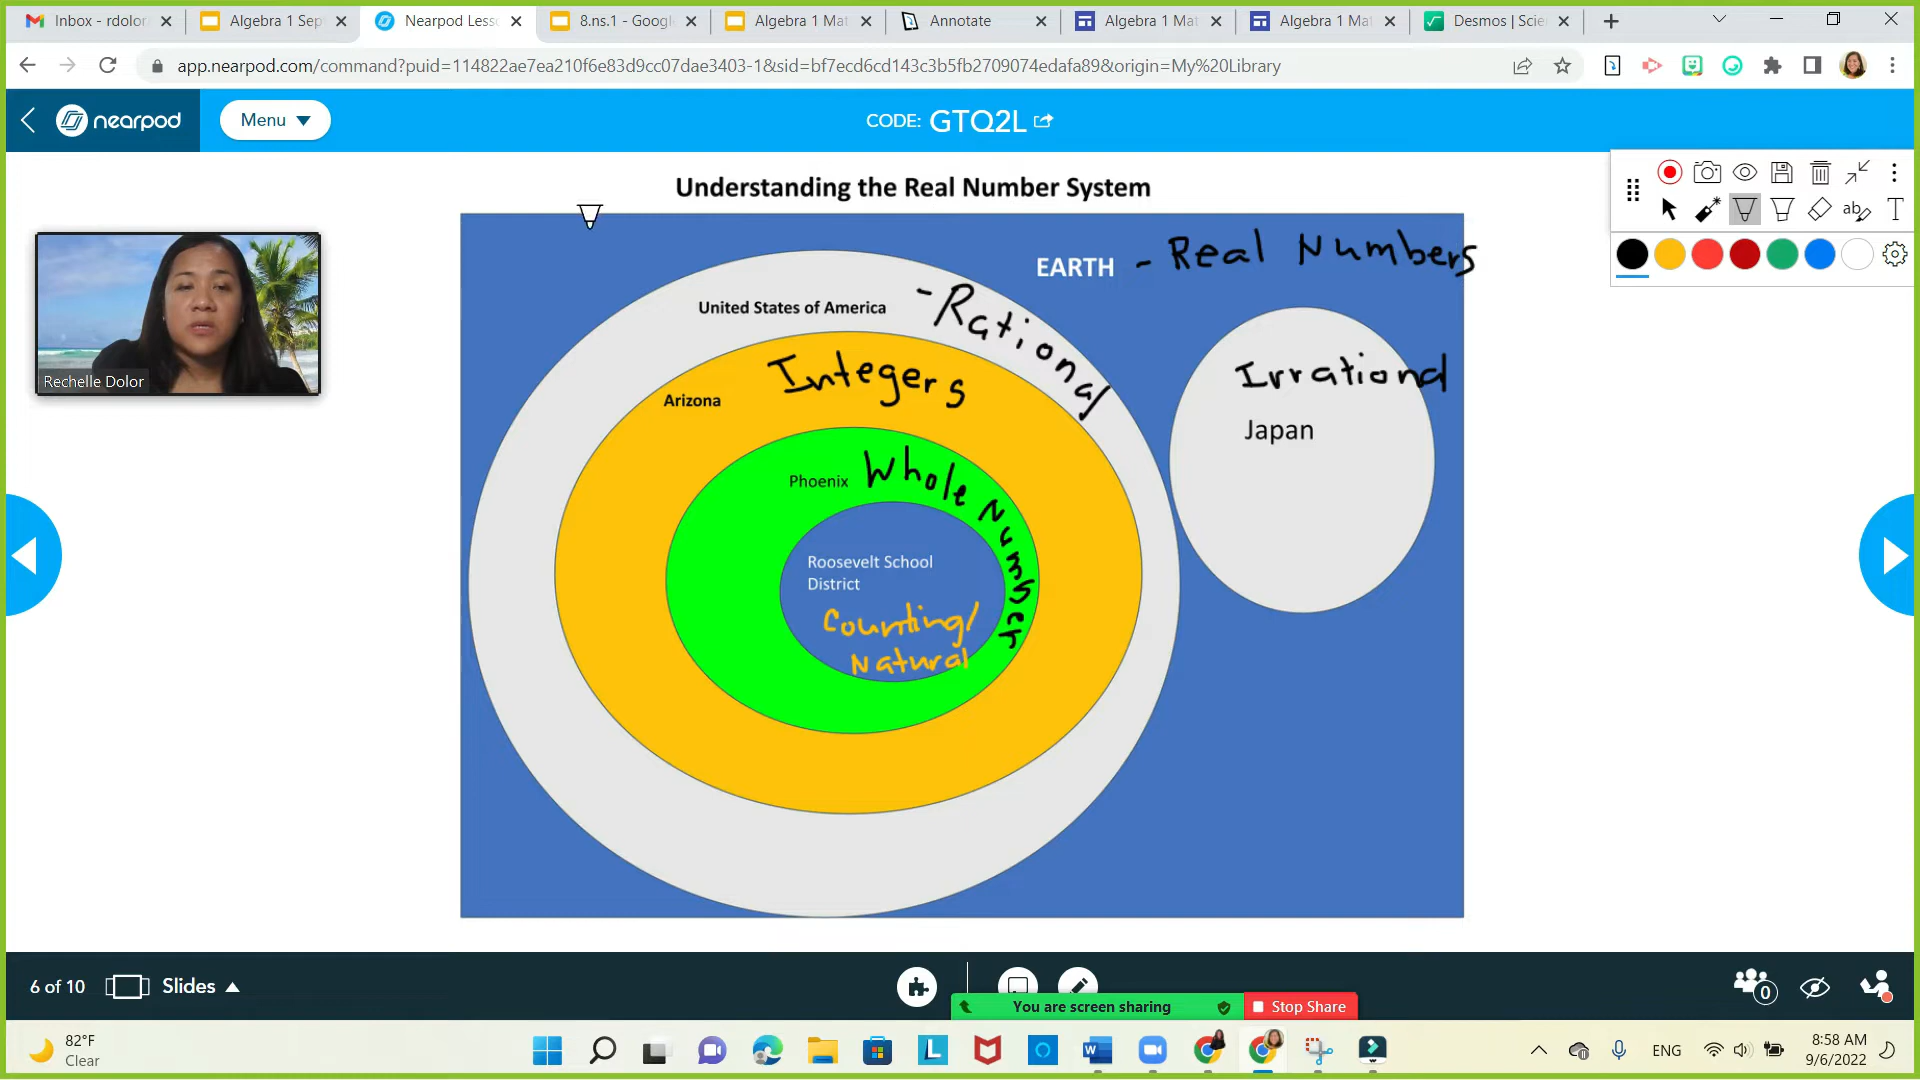 Inbox - rdolor
Algebra 1 Sep
Nearpod Less
8.ns.1 - Goog
Algebra 1 Mat
Annotate
Algebra 1 Mat
Algebra 1 Mat
Desmos | Scie
app.nearpod.com/command?puid=114822ae7ea210f6e83d9cc07dae3403-1&sid=bf7ecd6cd143c3b5fb2709074edafa89&origin=My%20Library
nearpod
Menu
CODE: GTQ2L
Understanding the Real Number System
EARTH - Real Numbers
United States of America - Rational
Integers
Arizona
Irrational
Japan
Phoenix Whole Number
Roosevelt School
District
Counting/
Natural
Rechelle Dolor
ab
T
6 of 10
Slides
0
You are screen sharing
Stop Share
82°F
Clear
ENG
8:58 AM
9/6/2022